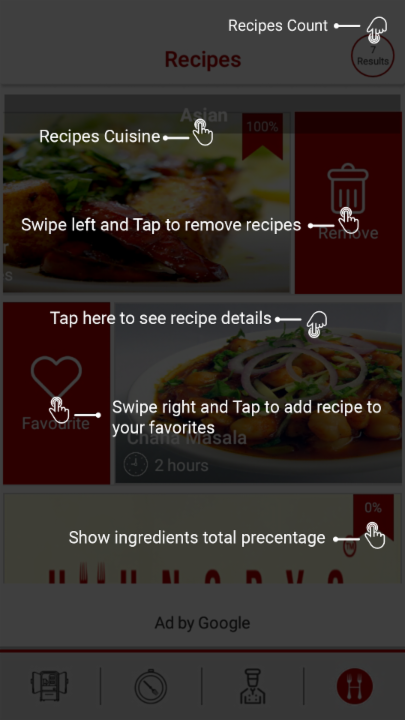 Recipes Count
Recipes
7
Results
Asian
100%
Recipes Cuisine
Swipe left and Tap to remove recipes
Remove
Tap here to see recipe details
Swipe right and Tap to add recipe to
your favorites
Favourite
Chana Masala
2 hours
0%
Show ingredients total precentage
Ad by Google